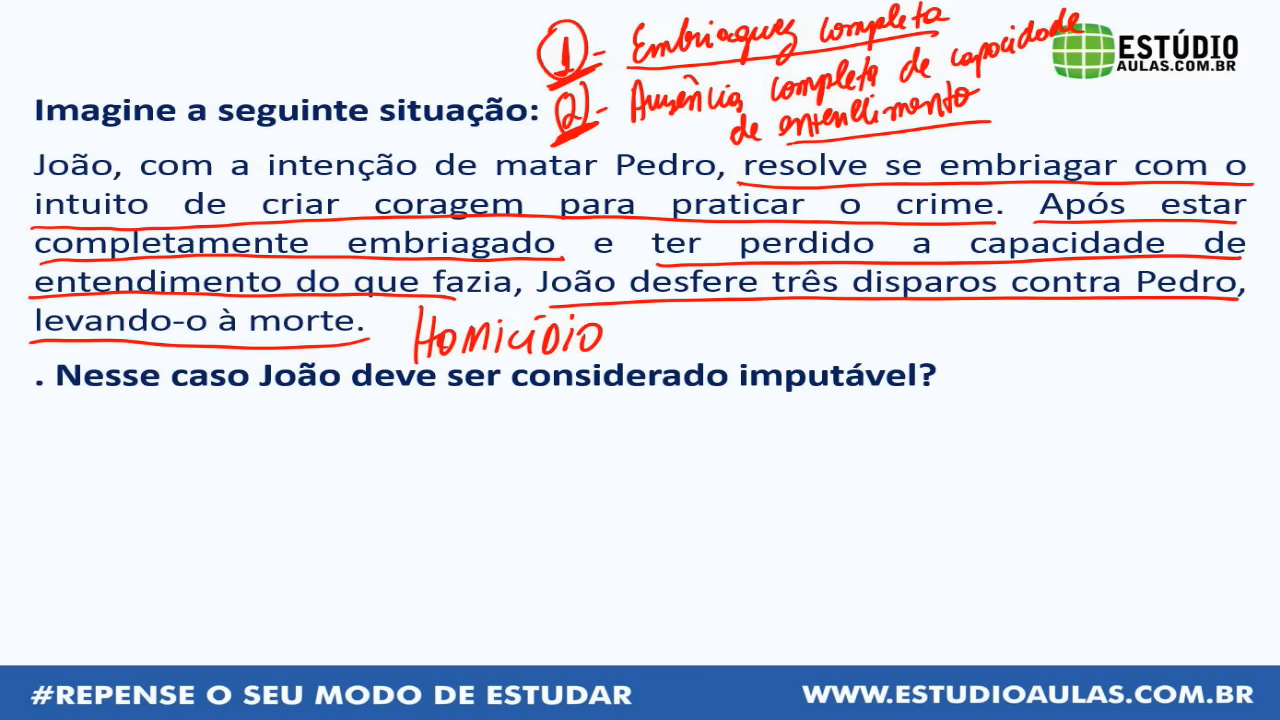 1 - Embriaguez completa
2 - Ausência completa de capacidade
de entendimento
ESTÚDIO
AULAS.COM.BR
Imagine a seguinte situação:
João, com a intenção de matar Pedro, resolve se embriagar com o
intuito de criar coragem para praticar o crime. Após estar
completamente embriagado e ter perdido a capacidade de
entendimento do que fazia, João desfere três disparos contra Pedro,
levando-o à morte.
HOMICÍDIO
. Nesse caso João deve ser considerado imputável?
#REPENSE O SEU MODO DE ESTUDAR
WWW.ESTUDIOAULAS.COM.BR